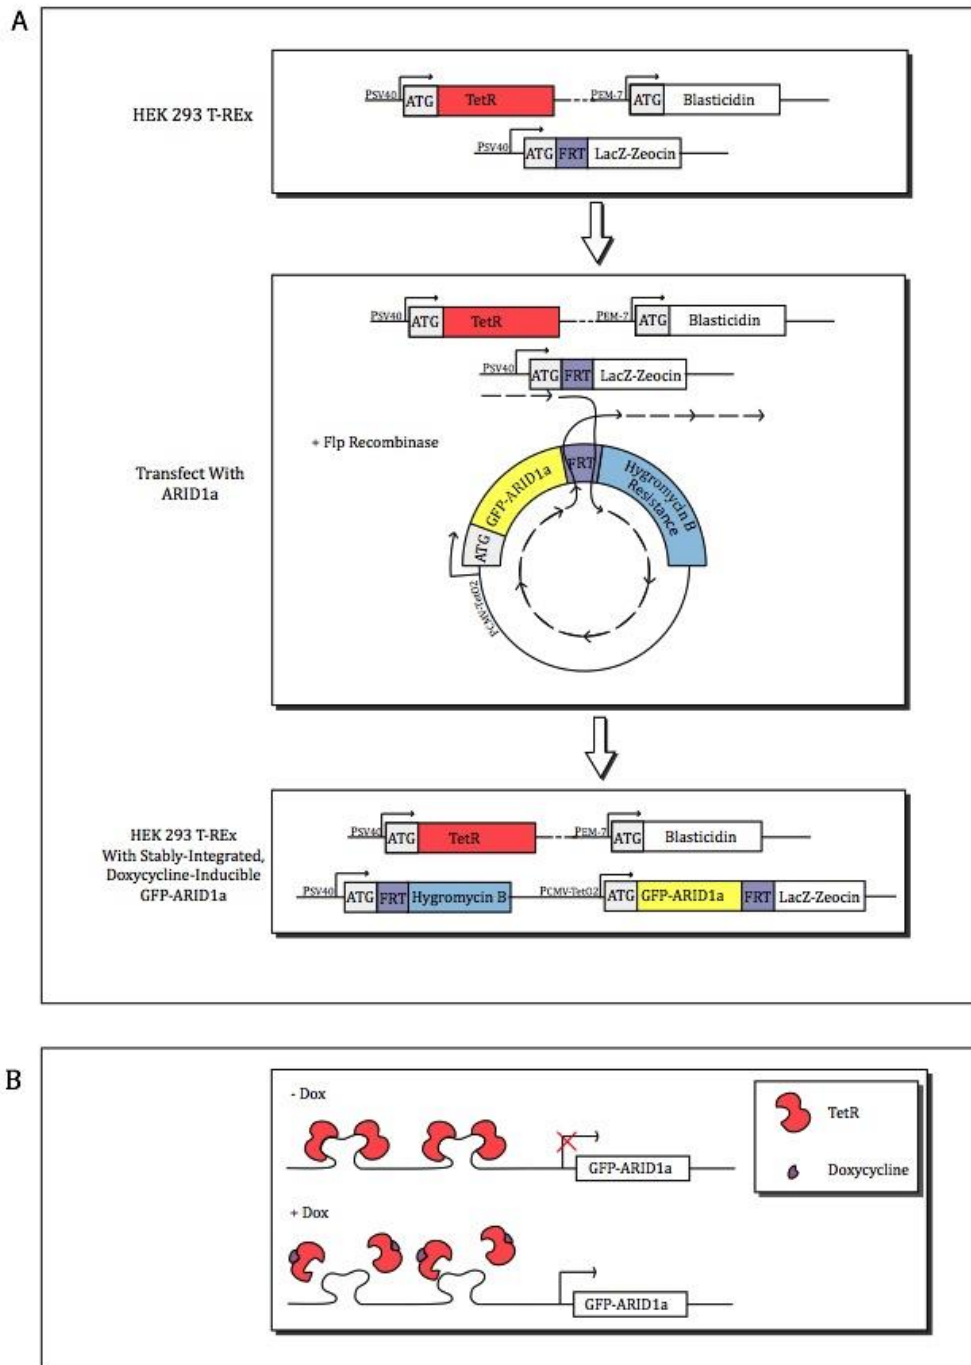 A
HEK 293 T-REx
PSV40 ATG TetR PEM-7 ATG Blasticidin
PSV40 ATG FRT LacZ-Zeocin
Transfect With
ARID1a
PSV40 ATG TetR PEM-7 ATG Blasticidin
PSV40 ATG FRT LacZ-Zeocin
+ Flp Recombinase
GFP-ARID1a FRT Hygromycin B
Resistance
ATG
PCMV-TetO2
HEK 293 T-REx
With Stably-Integrated,
Doxycycline-Inducible
GFP-ARID1a
PSV40 ATG TetR PEM-7 ATG Blasticidin
PSV40 ATG FRT Hygromycin B PCMV-TetO2 ATG GFP-ARID1a FRT LacZ-Zeocin
B
- Dox
GFP-ARID1a
TetR
Doxycycline
+ Dox
GFP-ARID1a